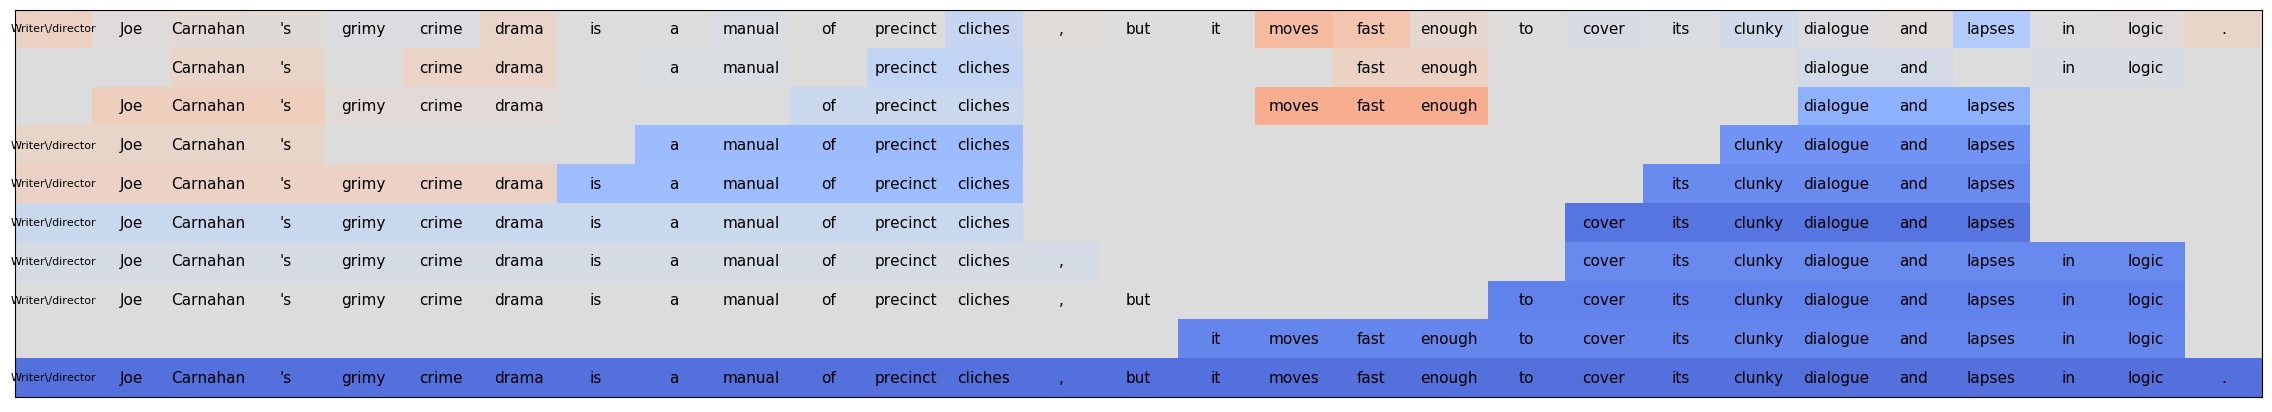 Writer\/director Joe Carnahan 's grimy crime drama is a manual of precinct cliches , but it moves fast enough to cover its clunky dialogue and lapses in logic .
Carnahan 's crime drama a manual precinct cliches fast enough dialogue and in logic
Joe Carnahan 's grimy crime drama of precinct cliches moves fast enough dialogue and lapses
Writer\/director Joe Carnahan 's a manual of precinct cliches clunky dialogue and lapses
Writer\/director Joe Carnahan 's grimy crime drama is a manual of precinct cliches its clunky dialogue and lapses
Writer\/director Joe Carnahan 's grimy crime drama is a manual of precinct cliches cover its clunky dialogue and lapses
Writer\/director Joe Carnahan 's grimy crime drama is a manual of precinct cliches , cover its clunky dialogue and lapses in logic
Writer\/director Joe Carnahan 's grimy crime drama is a manual of precinct cliches , but to cover its clunky dialogue and lapses in logic
it moves fast enough to cover its clunky dialogue and lapses in logic
Writer\/director Joe Carnahan 's grimy crime drama is a manual of precinct cliches , but it moves fast enough to cover its clunky dialogue and lapses in logic .